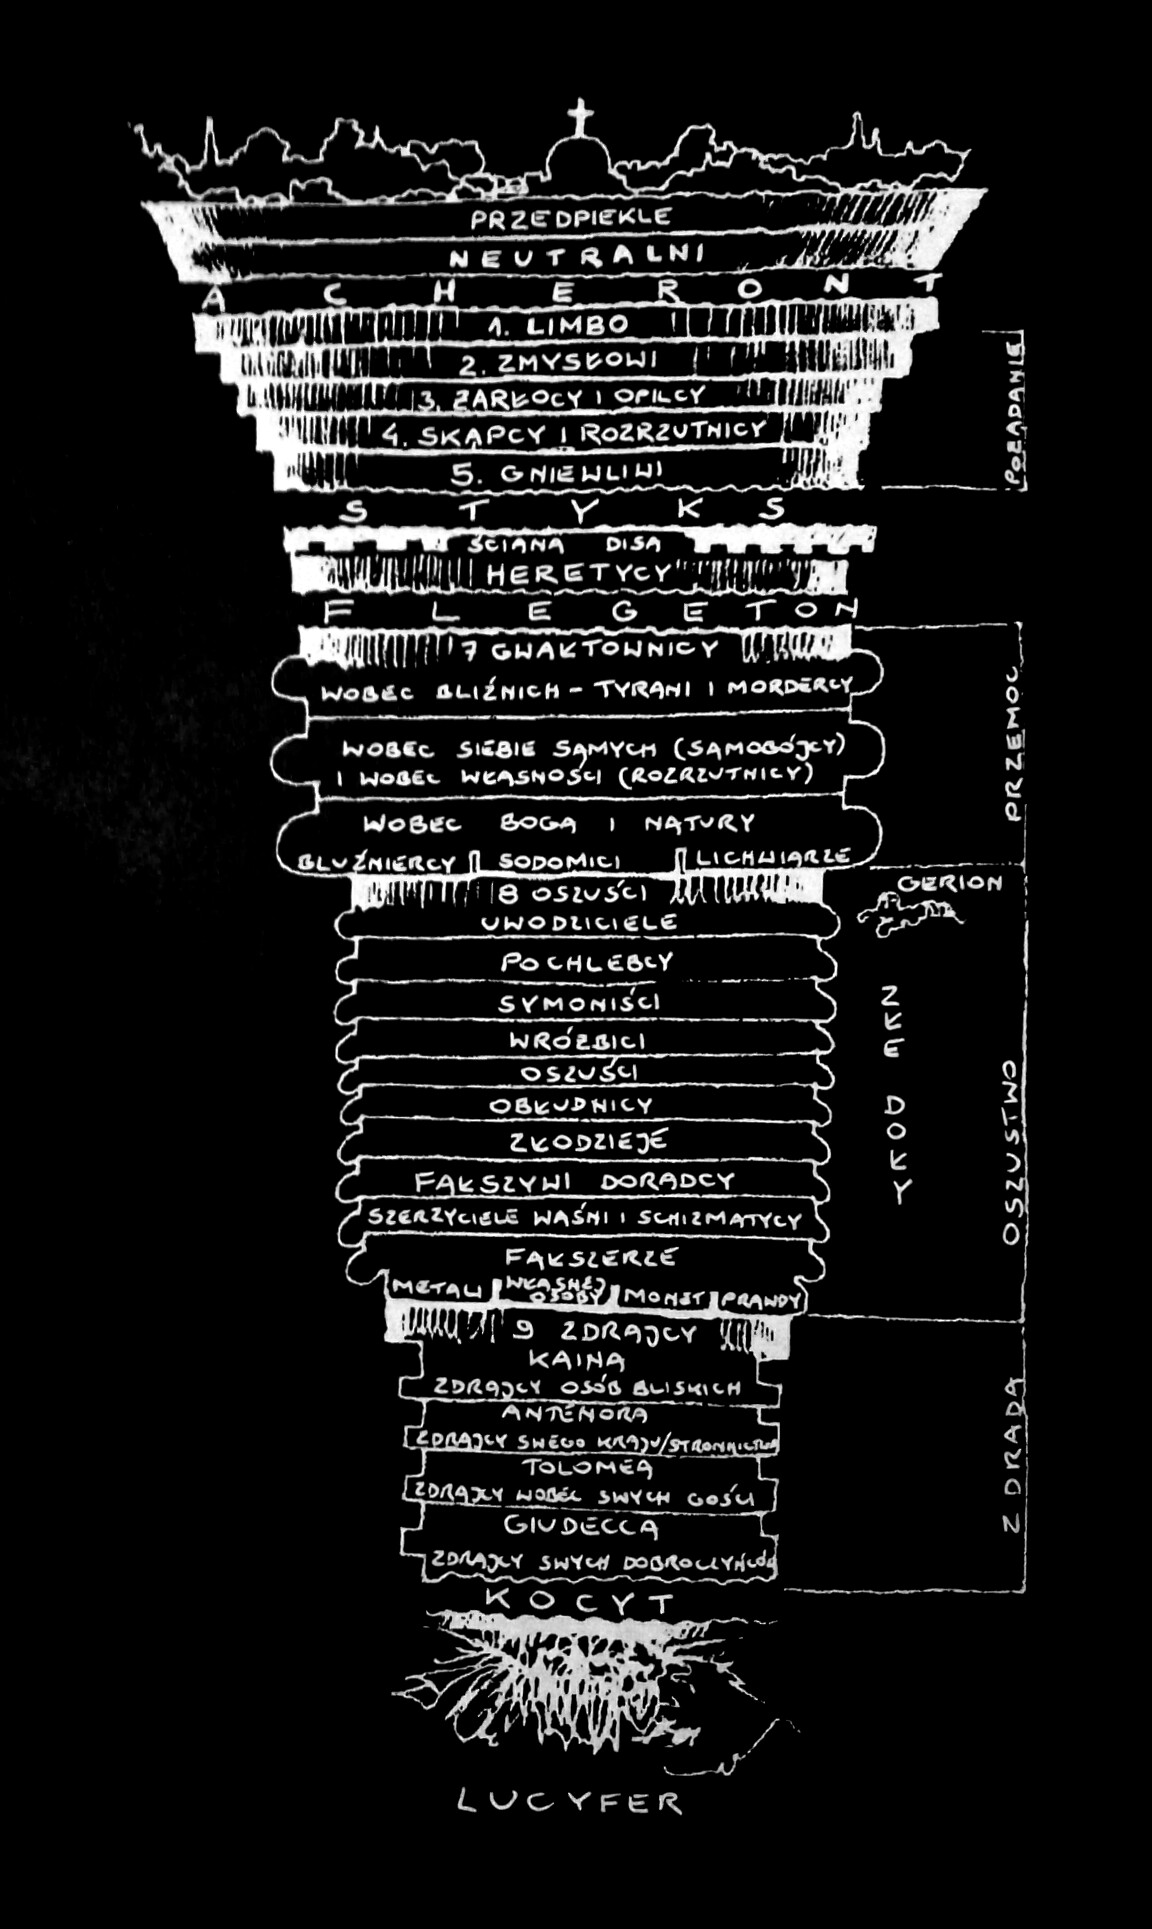 PRZEDPIEKLE
NEUTRALNI
ACHERONT
1. LIMBO
2. ZMYSŁOWI
3. ŻARŁOCY I OPILCY
4. SKĄPCY I ROZRZUTNICY
5. GNIEWLIWI
POŻĄDANIE
STYKS
ŚCIANA DISA
HERETYCY
FLEGETON
7 GWAŁTOWNICY
WOBEC BLIŹNICH - TYRANI I MORDERCY
WOBEC SIEBIE SAMYCH (SAMOBÓJCY)
I WOBEC WŁASNOŚCI (ROZRZUTNICY)
WOBEC BOGA I NATURY
BLUŹNIERCY SODOMICI LICHWIARZE
PRZEMOC
8 OSZUŚCI
GERION
UWODZICIELE
POCHLEBCY
SYMONIŚCI
WRÓŻBICI
OSZUŚCI
OBŁUDNICY
ZŁODZIEJE
FAŁSZYWI DORADCY
SZERZYCIELE WAŚNI I SCHIZMATYCY
FAŁSZERZE
METALI WŁASNEJ OSOBY MONET PRAWDY
ZŁE DOŁY
OSZUSTWO
9 ZDRAJCY
KAINA
ZDRAJCY OSÓB BLISKICH
ANTENORA
ZDRAJCY SWEGO KRAJU/STRONNICTWA
TOLOMEA
ZDRAJCY WOBEC SWYCH GOŚCI
GIUDECCA
ZDRAJCY SWYCH DOBROCZYŃCÓW
ZDRADA
KOCYT
LUCYFER